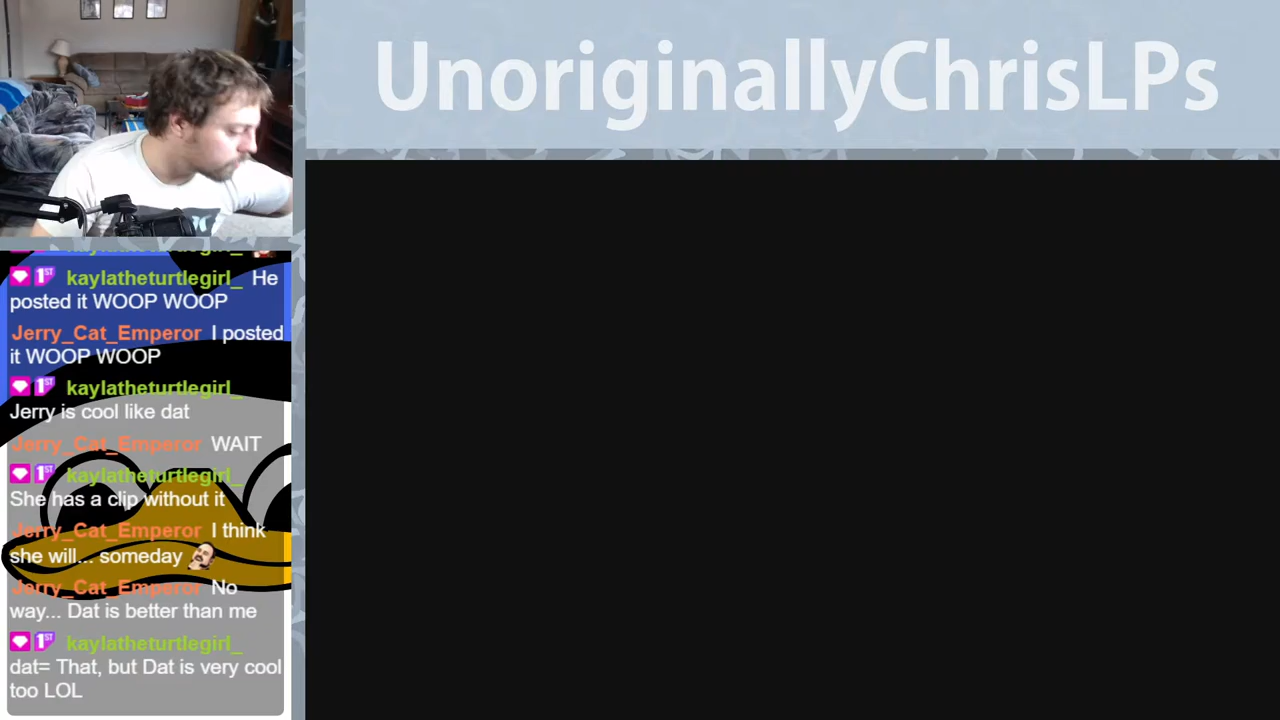 UnoriginallyChrisLPs
kaylatheturtlegirl_ He
posted it WOOP WOOP
Jerry_Cat_Emperor I posted
it WOOP WOOP
kaylatheturtlegirl_
Jerry is cool like dat
Jerry_Cat_Emperor WAIT
kaylatheturtlegirl_
She has a clip without it
Jerry_Cat_Emperor I think
she will... someday
Jerry_Cat_Emperor No
way... Dat is better than me
kaylatheturtlegirl_
dat= That, but Dat is very cool
too LOL